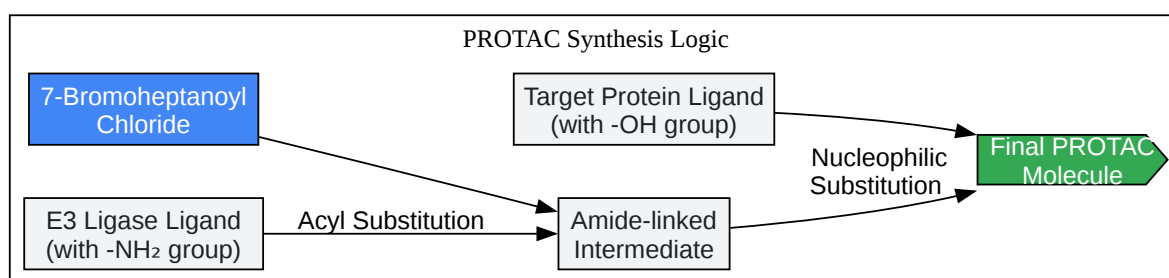 PROTAC Synthesis Logic
7-Bromoheptanoyl
Chloride
Target Protein Ligand
(with -OH group)
Final PROTAC
Molecule
Nucleophilic
Substitution
E3 Ligase Ligand
(with -NH₂ group)
Acyl Substitution
Amide-linked
Intermediate